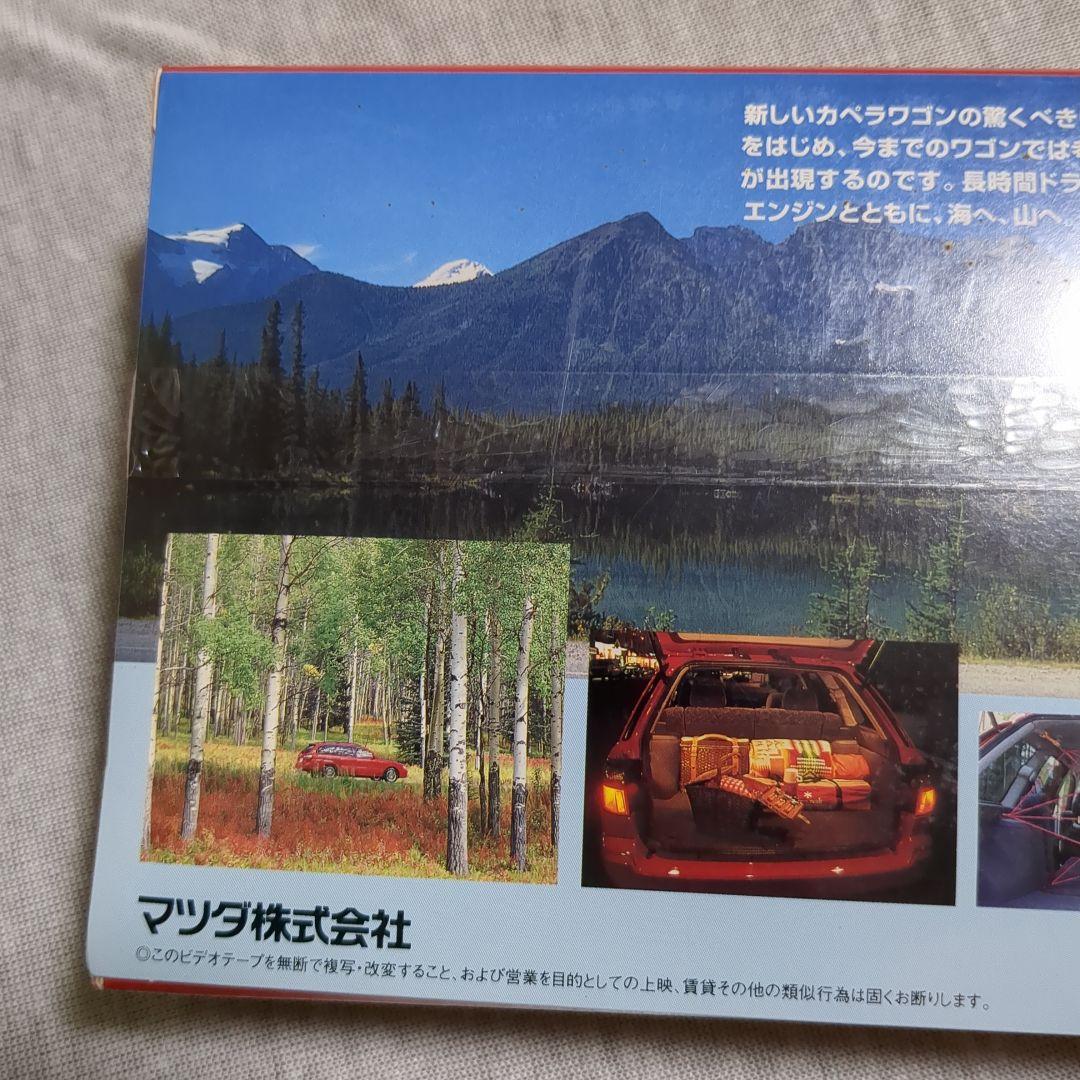 新しいカペラワゴンの驚くべき
をはじめ、今までのワゴンでは
が出現するのです。長時間ドラ
エンジンとともに、海へ、山へ
マツダ株式会社
◎このビデオテープを無断で複写・改変すること、および営業を目的としての上映、賃貸その他の類似行為は固くお断りします。